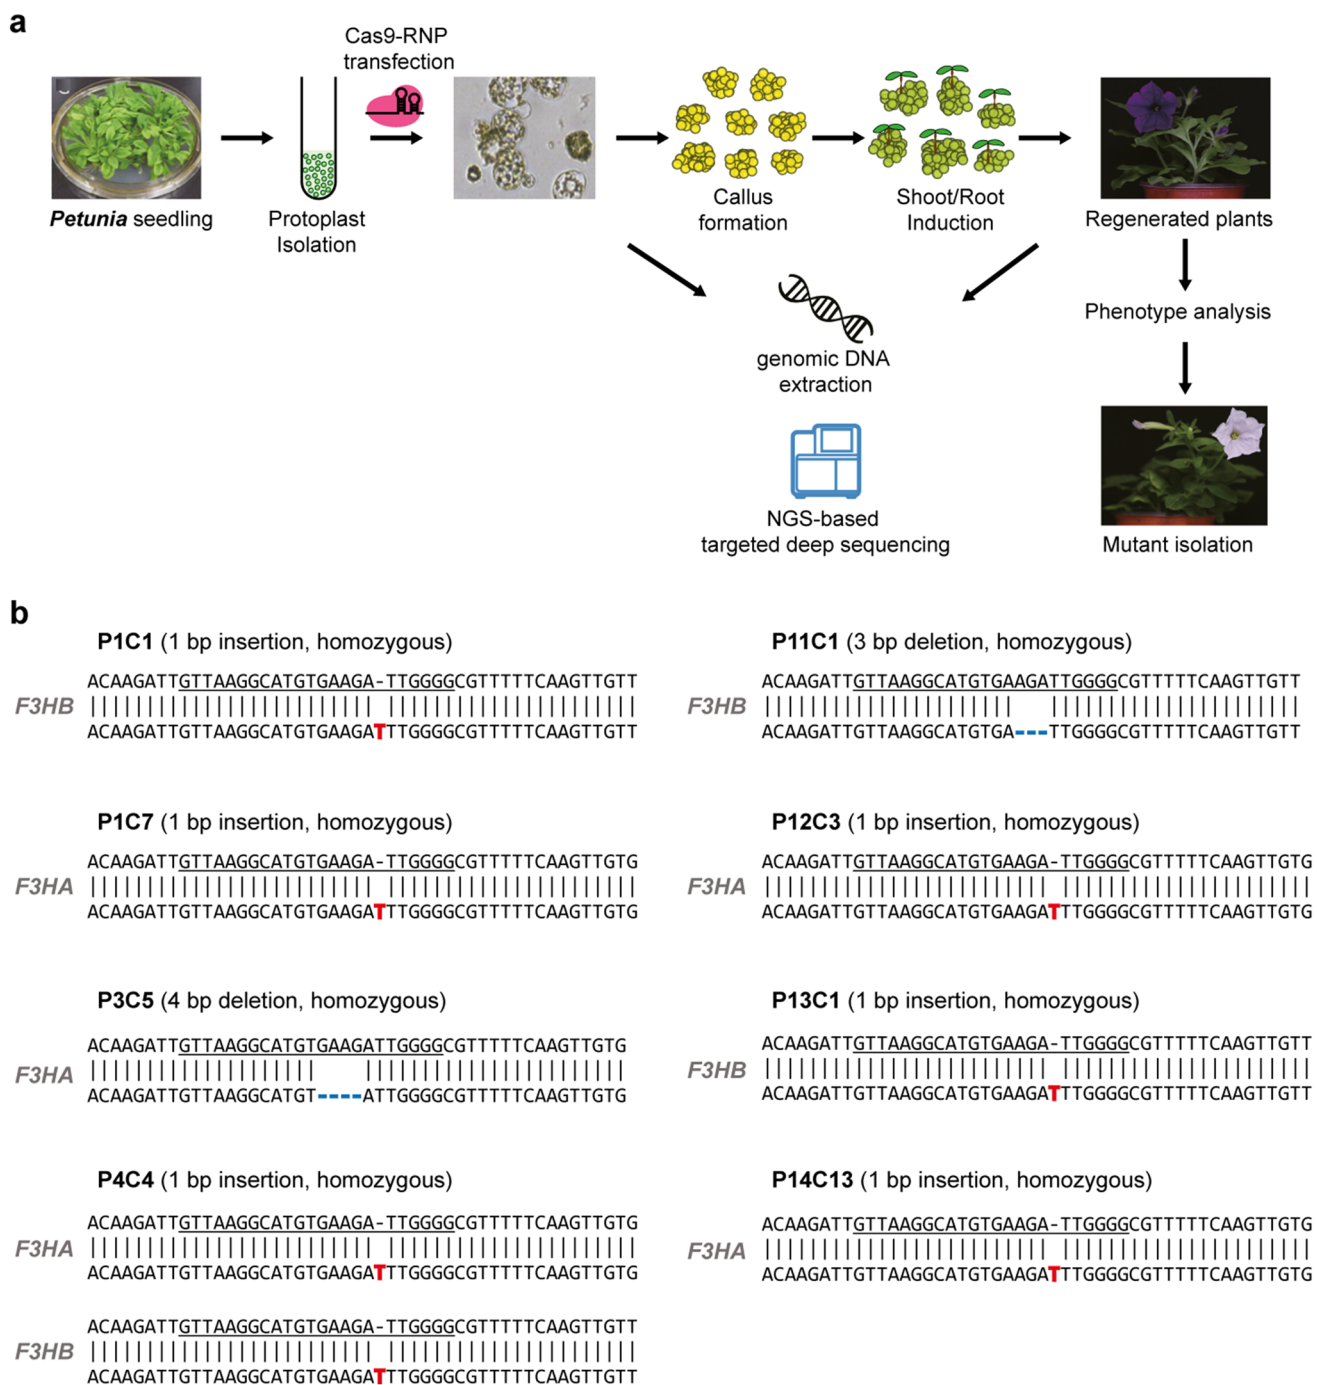 a
Cas9-RNP
transfection
Petunia seedling
Protoplast
Isolation
Callus
formation
Shoot/Root
Induction
Regenerated plants
genomic DNA
extraction
Phenotype analysis
NGS-based
targeted deep sequencing
Mutant isolation
b
P1C1 (1 bp insertion, homozygous)
ACAAGATTGTTAAGGCATGTGAAGA-TTGGGGCGTTTTTCAAGTTGTT
F3HB
ACAAGATTGTTAAGGCATGTGAAGATTTGGGGCGTTTTTCAAGTTGTT
P1C7 (1 bp insertion, homozygous)
ACAAGATTGTTAAGGCATGTGAAGA-TTGGGGCGTTTTTCAAGTTGTG
F3HA
ACAAGATTGTTAAGGCATGTGAAGATTTGGGGCGTTTTTCAAGTTGTG
P3C5 (4 bp deletion, homozygous)
ACAAGATTGTTAAGGCATGTGAAGATTGGGGCGTTTTTCAAGTTGTG
F3HA
ACAAGATTGTTAAGGCATGT----ATTGGGGCGTTTTTCAAGTTGTG
P4C4 (1 bp insertion, homozygous)
ACAAGATTGTTAAGGCATGTGAAGA-TTGGGGCGTTTTTCAAGTTGTG
F3HA
ACAAGATTGTTAAGGCATGTGAAGATTTGGGGCGTTTTTCAAGTTGTG
ACAAGATTGTTAAGGCATGTGAAGA-TTGGGGCGTTTTTCAAGTTGTT
F3HB
ACAAGATTGTTAAGGCATGTGAAGATTTGGGGCGTTTTTCAAGTTGTT
P11C1 (3 bp deletion, homozygous)
ACAAGATTGTTAAGGCATGTGAAGATTGGGGCGTTTTTCAAGTTGTT
F3HB
ACAAGATTGTTAAGGCATGTGA---TTGGGGCGTTTTTCAAGTTGTT
P12C3 (1 bp insertion, homozygous)
ACAAGATTGTTAAGGCATGTGAAGA-TTGGGGCGTTTTTCAAGTTGTG
F3HA
ACAAGATTGTTAAGGCATGTGAAGATTTGGGGCGTTTTTCAAGTTGTG
P13C1 (1 bp insertion, homozygous)
ACAAGATTGTTAAGGCATGTGAAGA-TTGGGGCGTTTTTCAAGTTGTT
F3HB
ACAAGATTGTTAAGGCATGTGAAGATTTGGGGCGTTTTTCAAGTTGTT
P14C13 (1 bp insertion, homozygous)
ACAAGATTGTTAAGGCATGTGAAGA-TTGGGGCGTTTTTCAAGTTGTG
F3HA
ACAAGATTGTTAAGGCATGTGAAGATTTGGGGCGTTTTTCAAGTTGTG